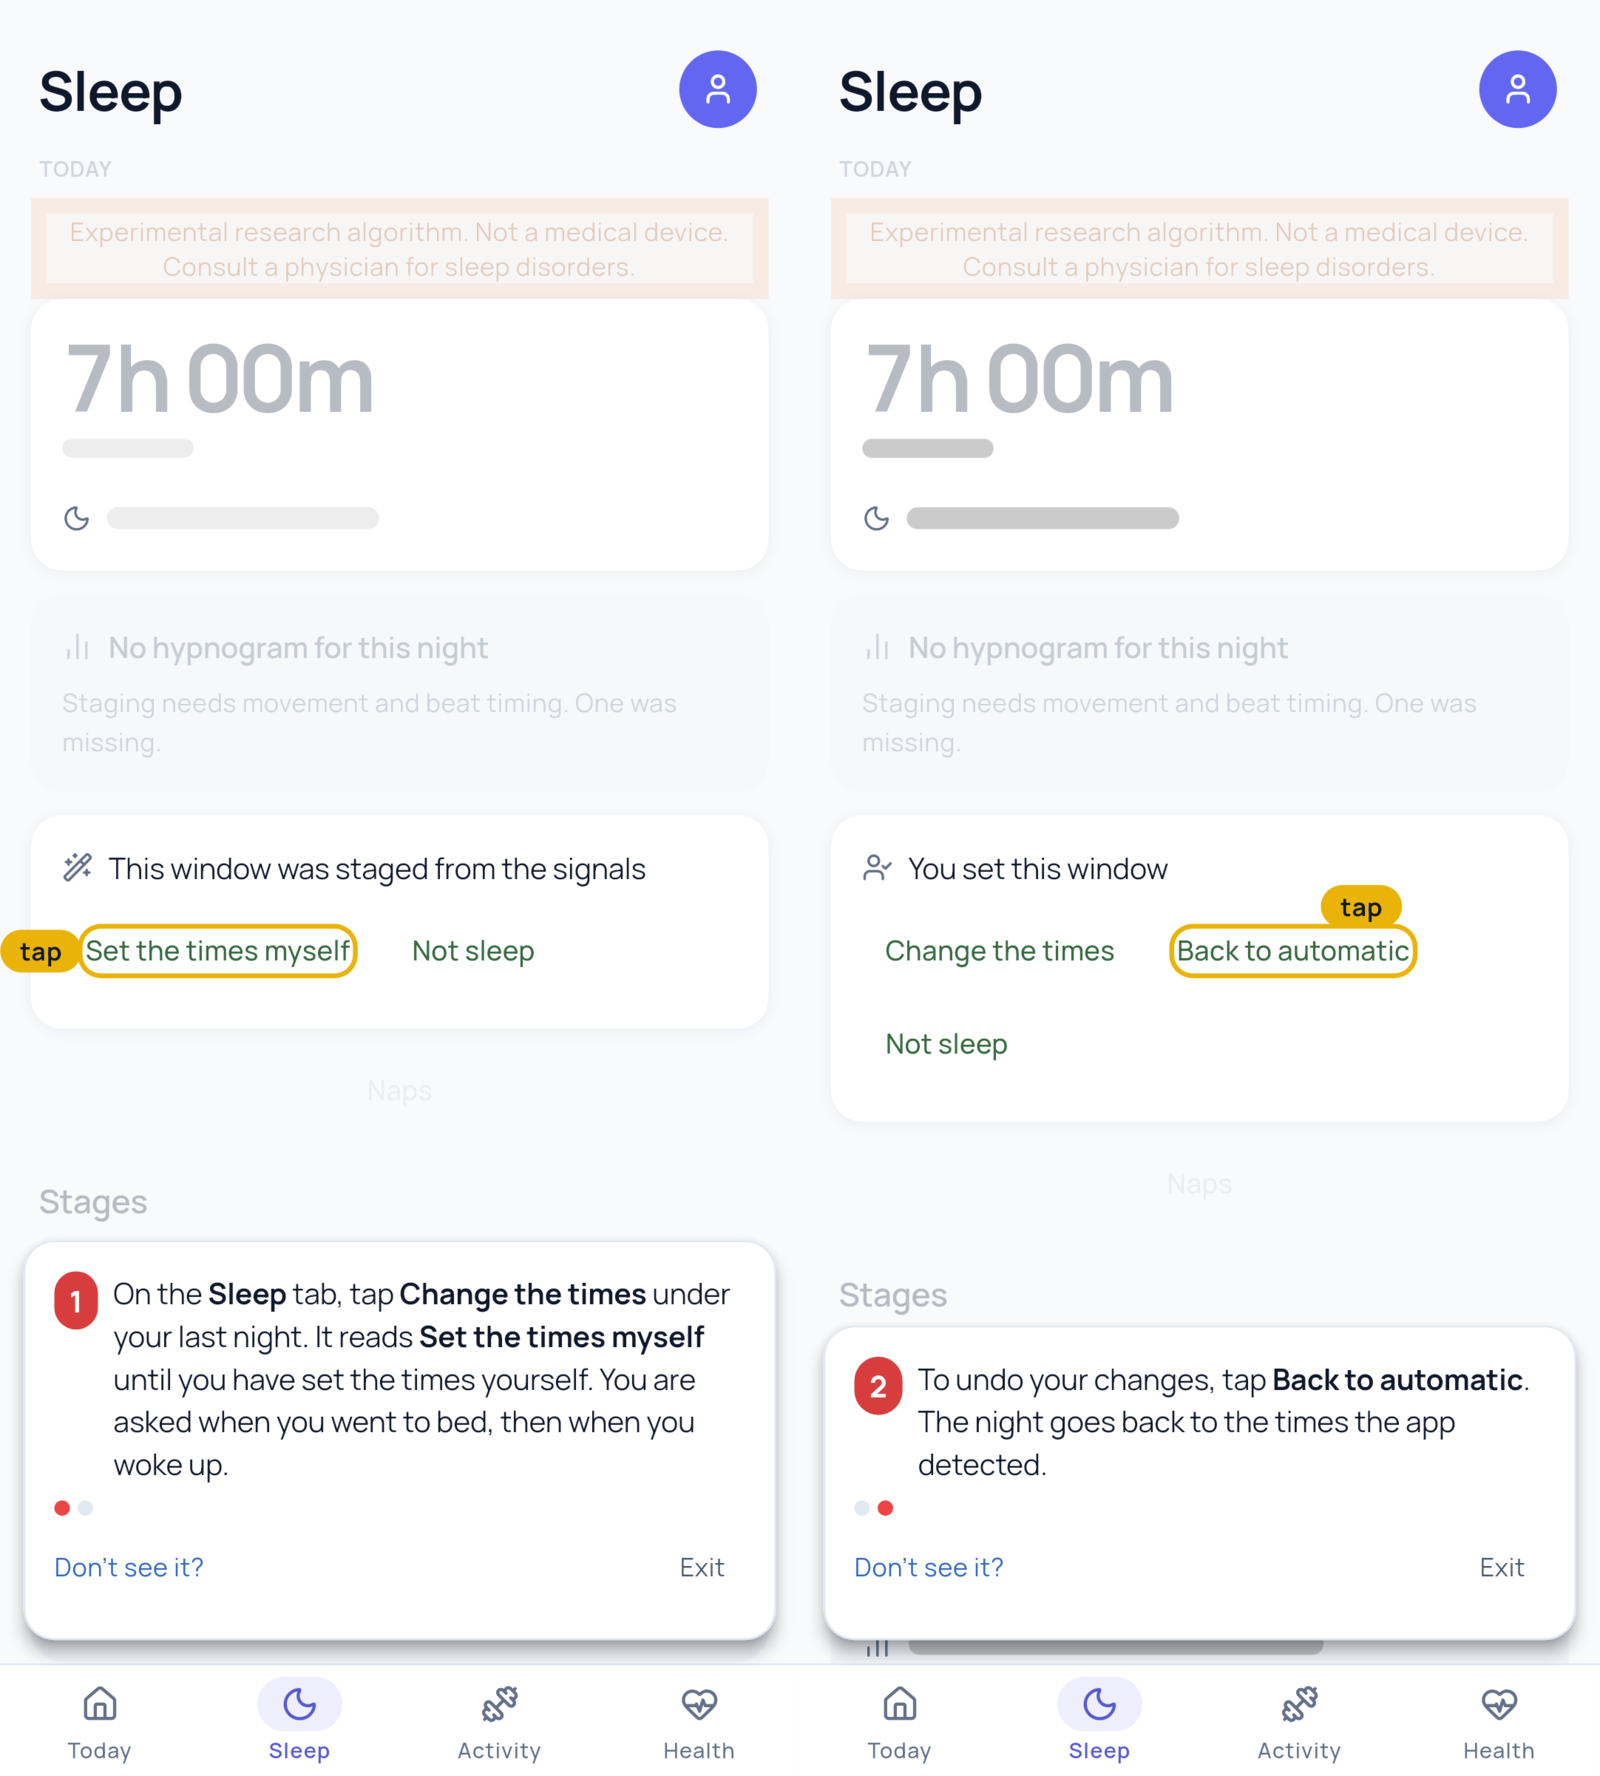 Sleep
TODAY
Experimental research algorithm. Not a medical device.
Consult a physician for sleep disorders.
7h 00m
No hypnogram for this night
Staging needs movement and beat timing. One was
missing.
This window was staged from the signals
tap
Set the times myself
Not sleep
Naps
Stages
1
On the Sleep tab, tap Change the times under
your last night. It reads Set the times myself
until you have set the times yourself. You are
asked when you went to bed, then when you
woke up.
Don't see it?
Exit
Today
Sleep
Activity
Health
Sleep
TODAY
Experimental research algorithm. Not a medical device.
Consult a physician for sleep disorders.
7h 00m
No hypnogram for this night
Staging needs movement and beat timing. One was
missing.
You set this window
tap
Change the times
Back to automatic
Not sleep
Naps
Stages
2
To undo your changes, tap Back to automatic.
The night goes back to the times the app
detected.
Don't see it?
Exit
Today
Sleep
Activity
Health